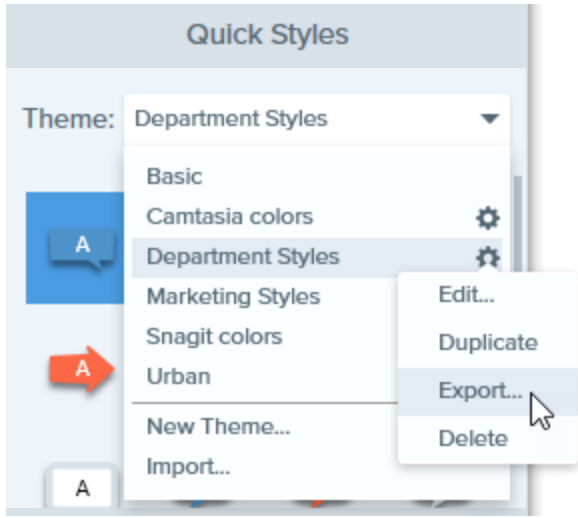 Quick Styles
Theme: Department Styles
Basic
Camtasia colors
Department Styles
Marketing Styles
Snagit colors
Urban
New Theme...
Import...
Edit...
Duplicate
Export...
Delete
A
A
A